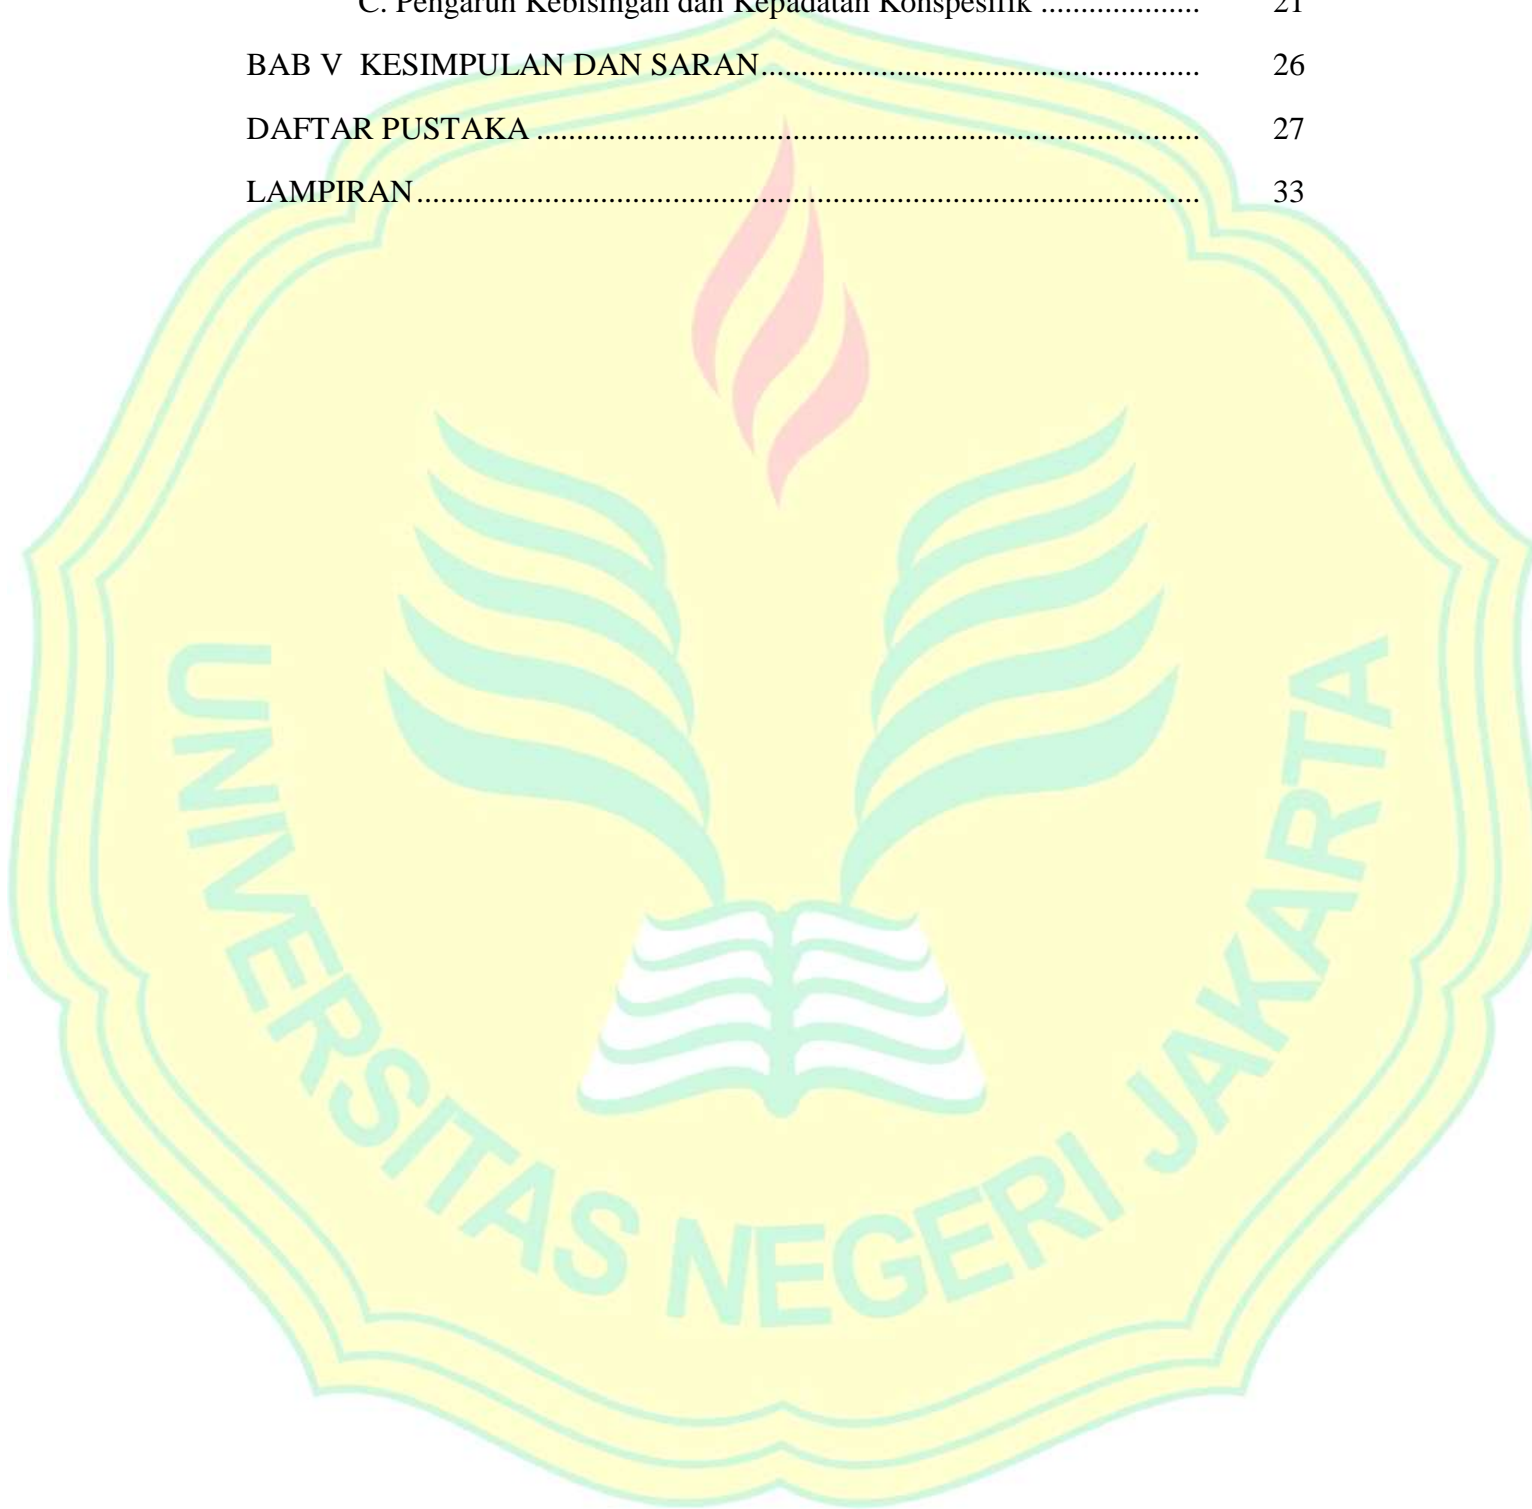 C. Pengaruh Kebisingan dan Kepadatan Konspesifik .................... 21
BAB V KESIMPULAN DAN SARAN....................................................... 26
DAFTAR PUSTAKA ................................................................................... 27
LAMPIRAN.................................................................................................. 33
UNIVERSITAS NEGERI JAKARTA